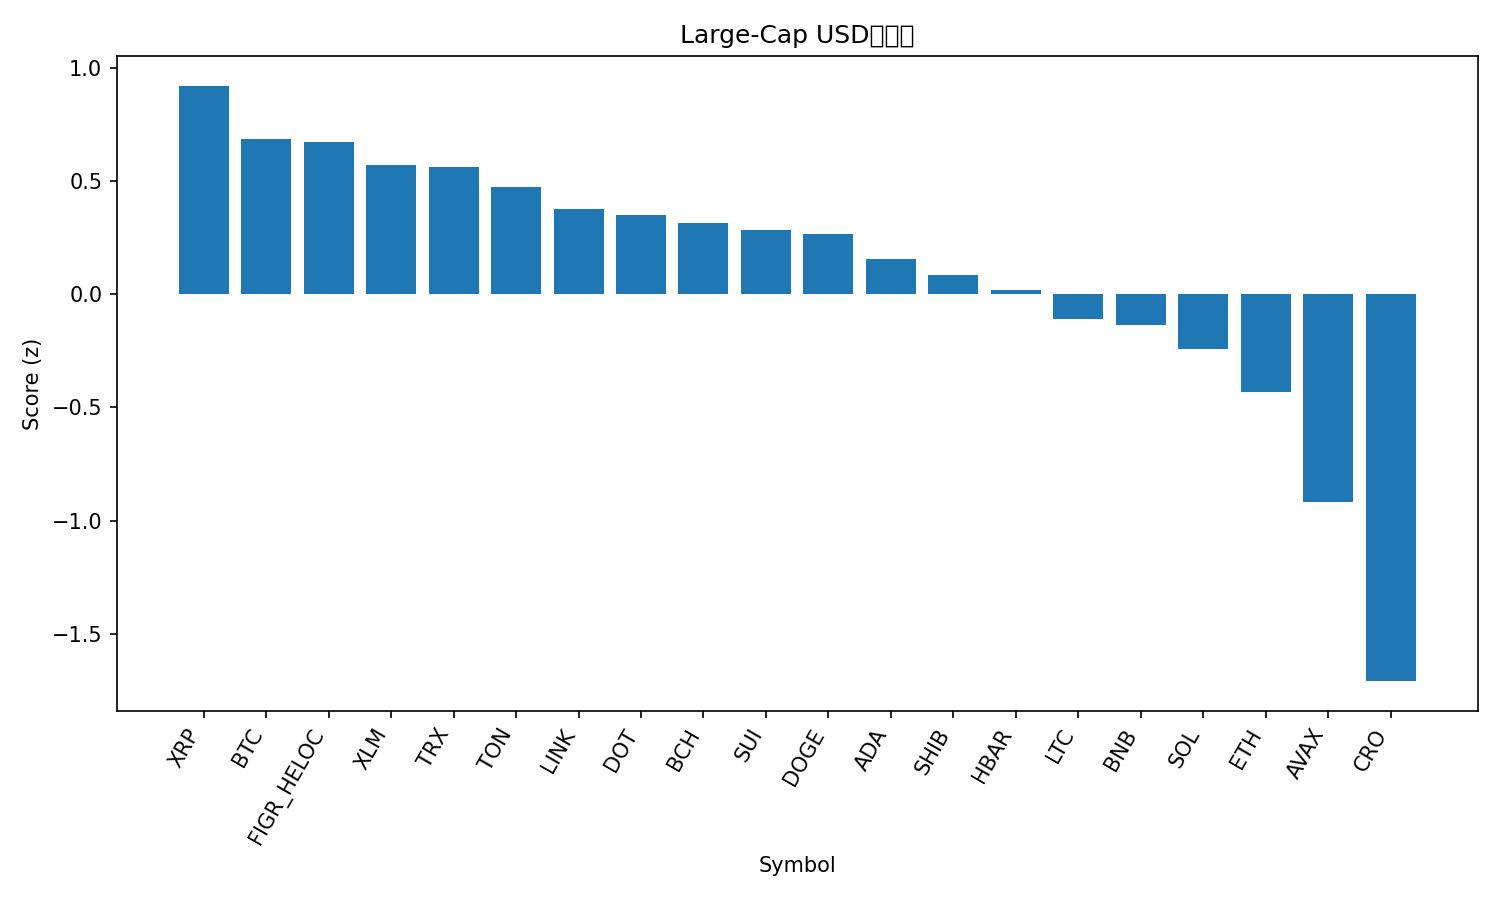 Large-Cap USD
1.0
0.5
0.0
−0.5
−1.0
−1.5
Score (z)
XRP
BTC
FIGR_HELOC
XLM
TRX
TON
LINK
DOT
BCH
SUI
DOGE
ADA
SHIB
HBAR
LTC
BNB
SOL
ETH
AVAX
CRO
Symbol